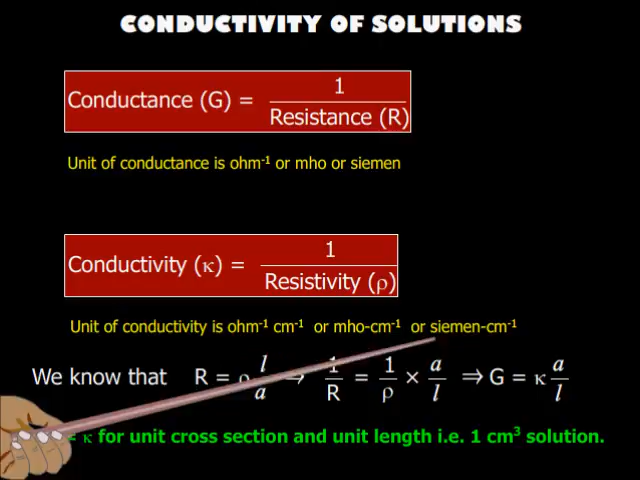 CONDUCTIVITY OF SOLUTIONS
Conductance (G) = 1 / Resistance (R)
Unit of conductance is ohm⁻¹ or mho or siemen
Conductivity (κ) = 1 / Resistivity (ρ)
Unit of conductivity is ohm⁻¹ cm⁻¹ or mho-cm⁻¹ or siemen-cm⁻¹
We know that R = ρ l/a ⇒ 1/R = 1/ρ × a/l ⇒ G = κ a/l
= κ for unit cross section and unit length i.e. 1 cm³ solution.